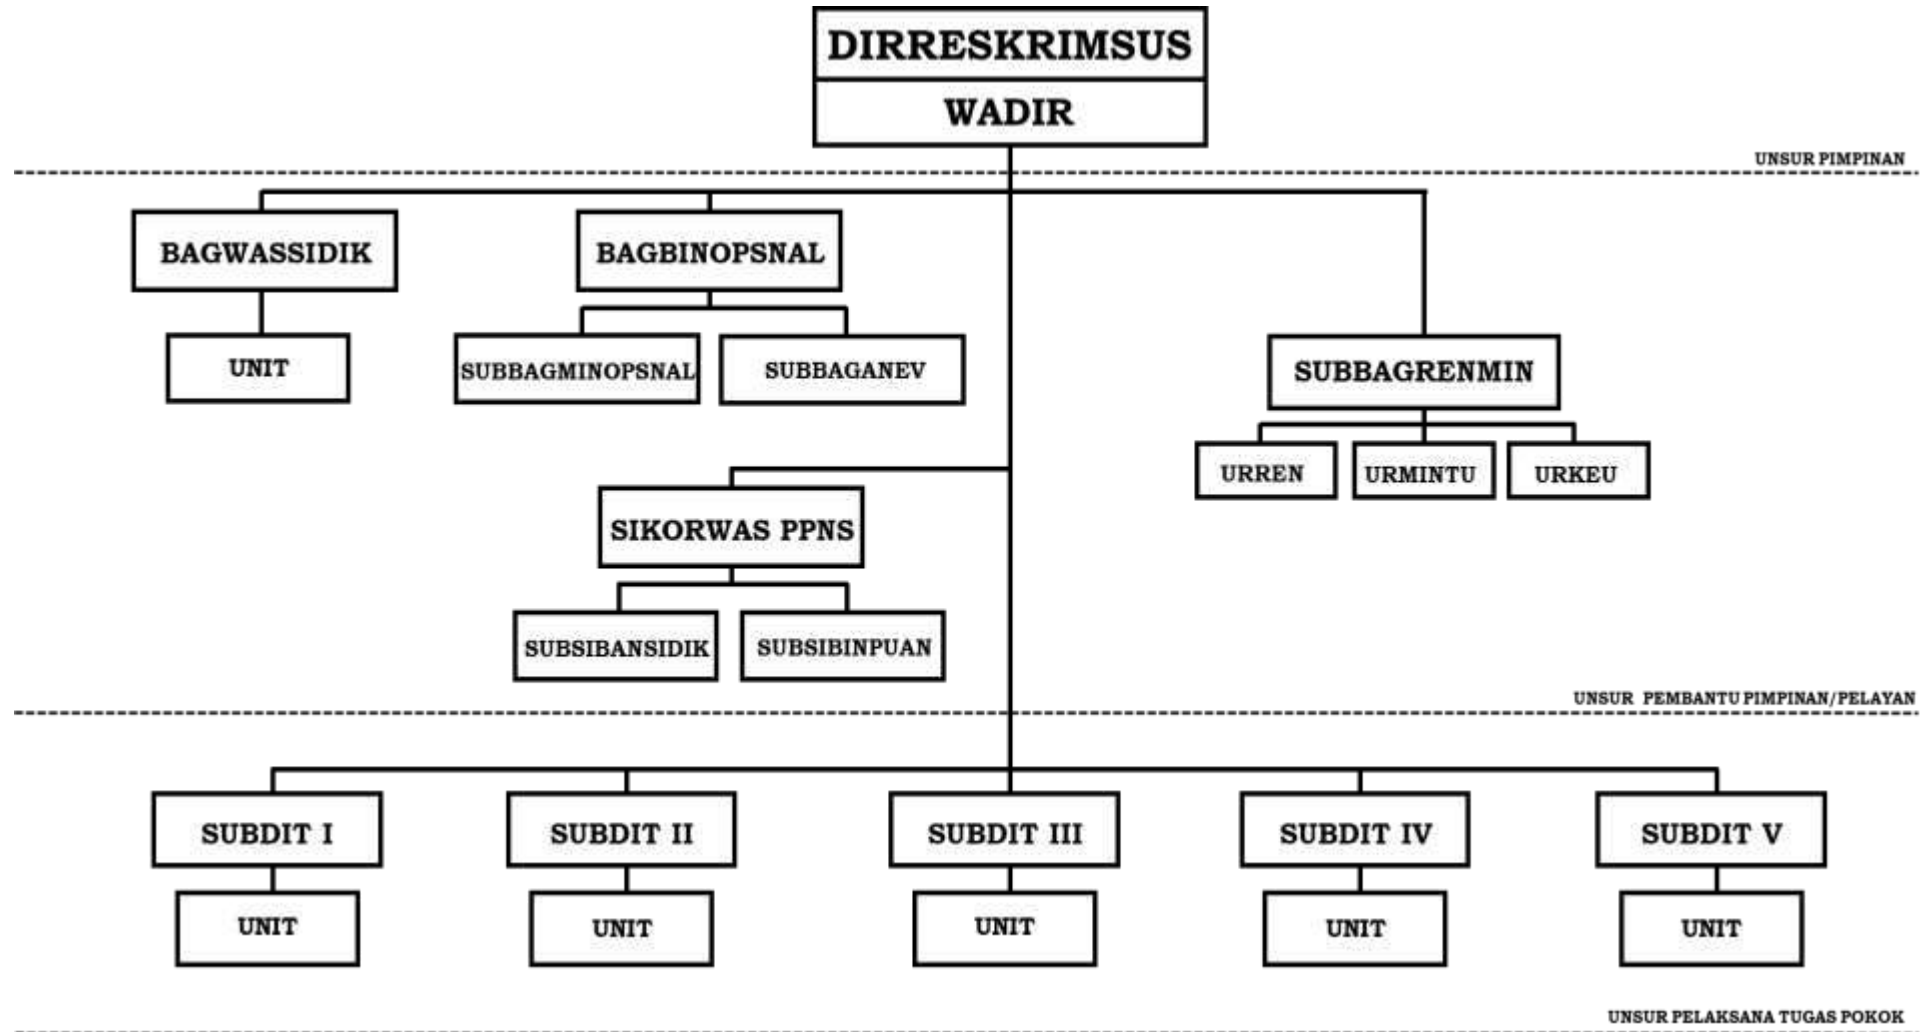 DIRRESKRIMSUS
WADIR
UNSUR PIMPINAN
BAGWASSIDIK
BAGBINOPSNAL
UNIT
SUBBAGMINOPSNAL
SUBBAGANEV
SUBBAGRENMIN
URREN
URMINTU
URKEU
SIKORWAS PPNS
SUBSIBANSIDIK
SUBSIBINPUAN
UNSUR PEMBANTU PIMPINAN/PELAYAN
SUBDIT I
SUBDIT II
SUBDIT III
SUBDIT IV
SUBDIT V
UNIT
UNIT
UNIT
UNIT
UNIT
UNSUR PELAKSANA TUGAS POKOK